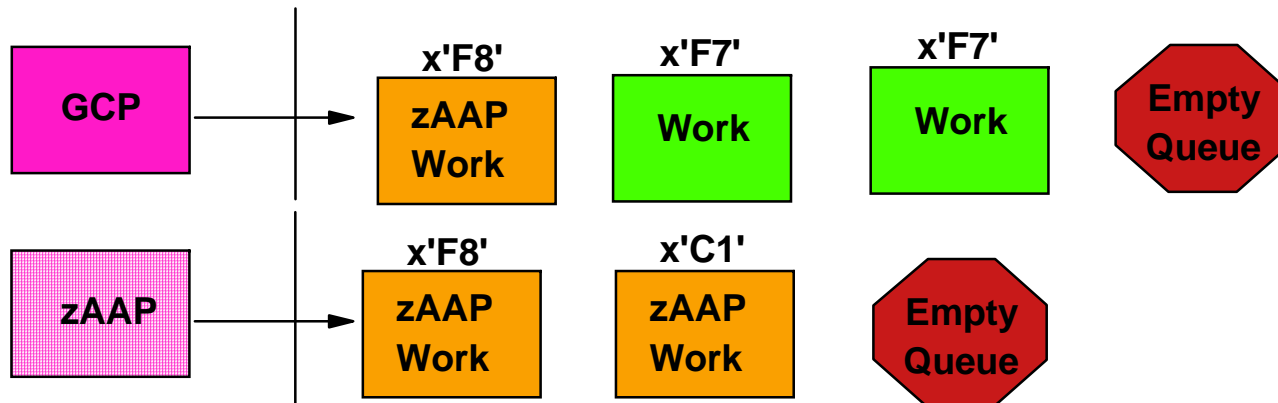 x'F8'
x'F7'
x'F7'
GCP
zAAP
Work
Work
Work
Empty
Queue
x'F8'
x'C1'
zAAP
zAAP
Work
zAAP
Work
Empty
Queue